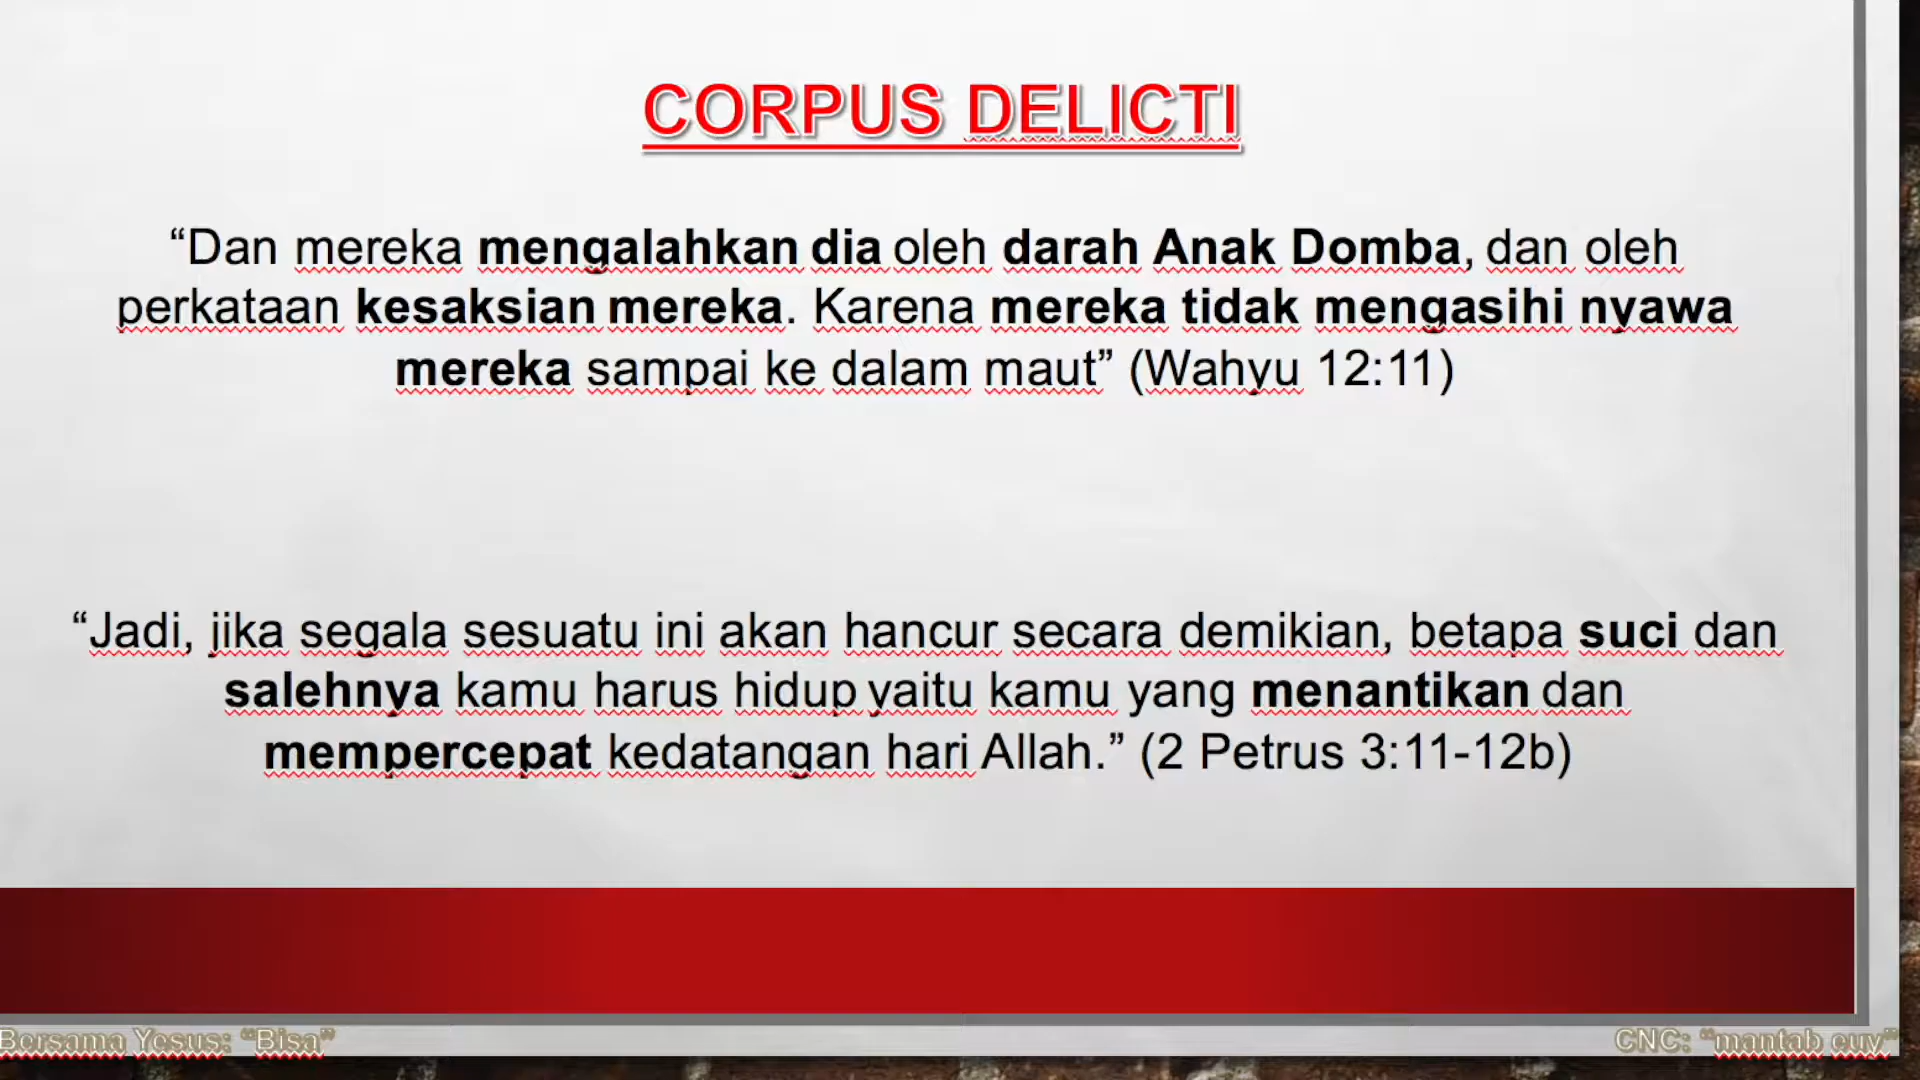 CORPUS DELICTI
“Dan mereka mengalahkan dia oleh darah Anak Domba, dan oleh
perkataan kesaksian mereka. Karena mereka tidak mengasihi nyawa
mereka sampai ke dalam maut” (Wahyu 12:11)
“Jadi, jika segala sesuatu ini akan hancur secara demikian, betapa suci dan
salehnya kamu harus hidup yaitu kamu yang menantikan dan
mempercepat kedatangan hari Allah.” (2 Petrus 3:11-12b)
Bersama Yesus: “Bisa”
CNC: “mantab euy”